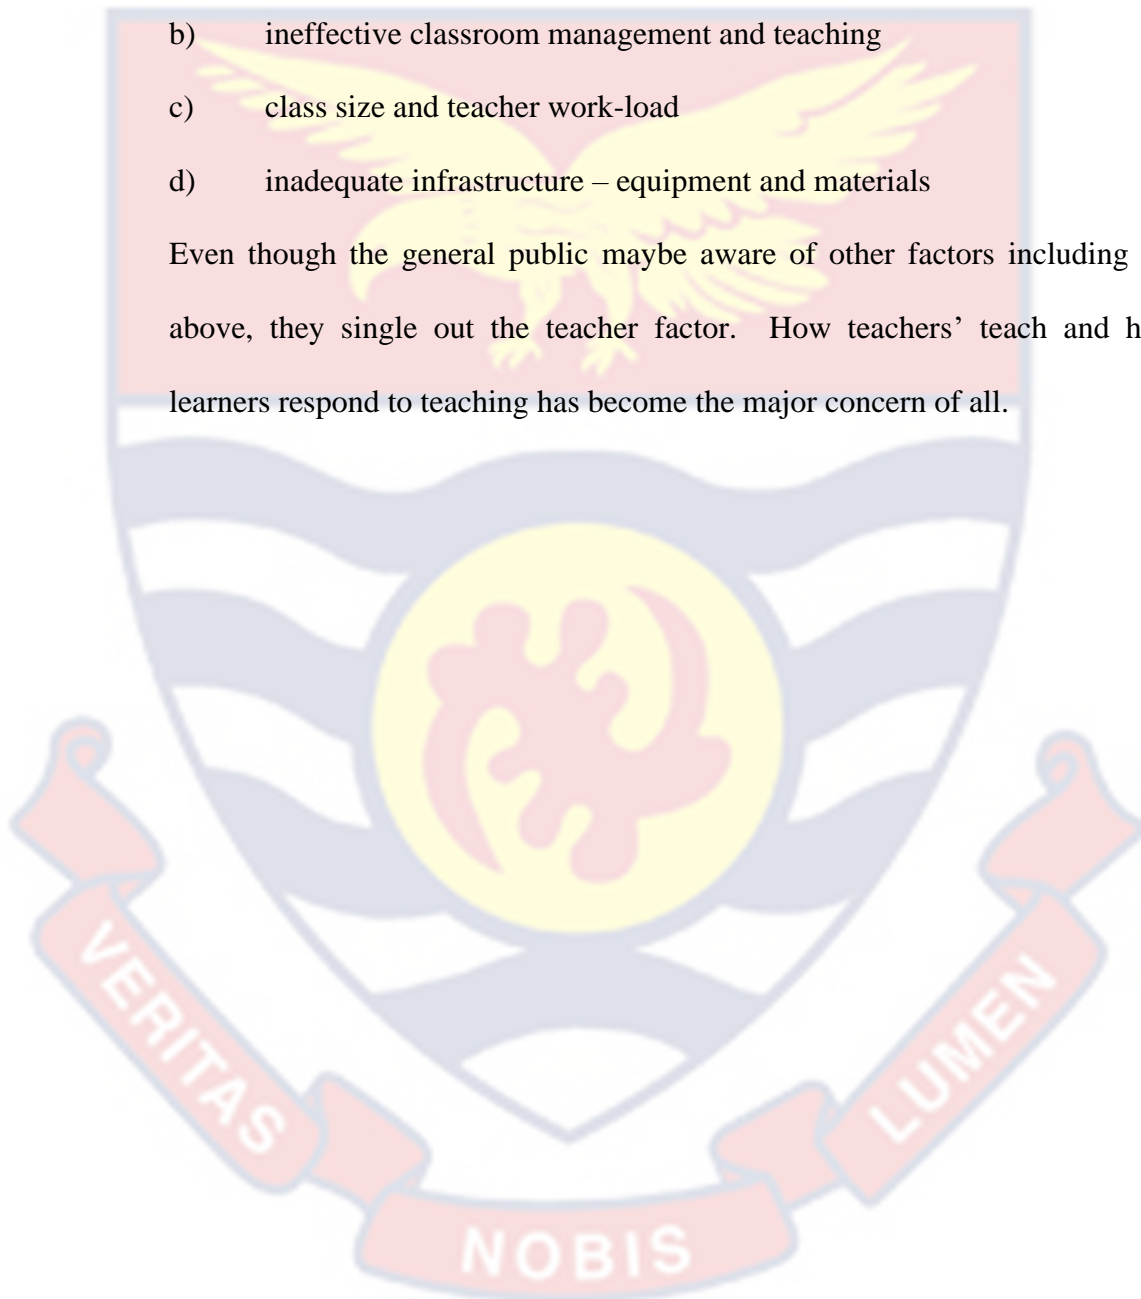 b) ineffective classroom management and teaching
c) class size and teacher work-load
d) inadequate infrastructure – equipment and materials
Even though the general public maybe aware of other factors including
above, they single out the teacher factor. How teachers’ teach and h
learners respond to teaching has become the major concern of all.
VERITAS
NOBIS
LUMEN